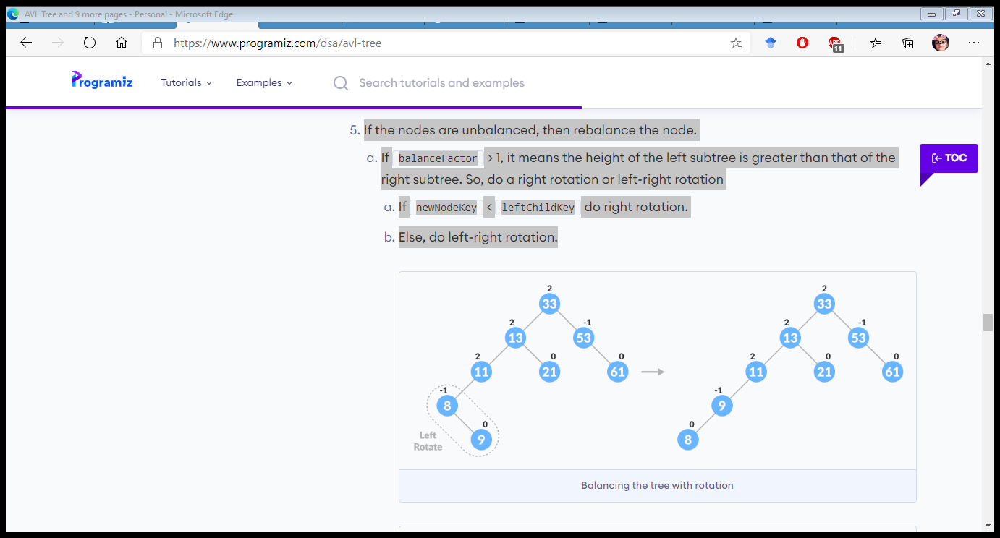 AVL Tree and 9 more pages - Personal - Microsoft Edge
https://www.programiz.com/dsa/avl-tree
11
Programiz
Tutorials
Examples
Search tutorials and examples
5. If the nodes are unbalanced, then rebalance the node.
a. If balanceFactor > 1, it means the height of the left subtree is greater than that of the
right subtree. So, do a right rotation or left-right rotation
a. If newNodeKey < leftChildKey do right rotation.
b. Else, do left-right rotation.
TOC
2 2
33 33
2 -1 2 -1
13 53 13 53
2 0 0 2 0 0
11 21 61 11 21 61
-1 -1
8 9
0 0
Left
9 8
Rotate
Balancing the tree with rotation